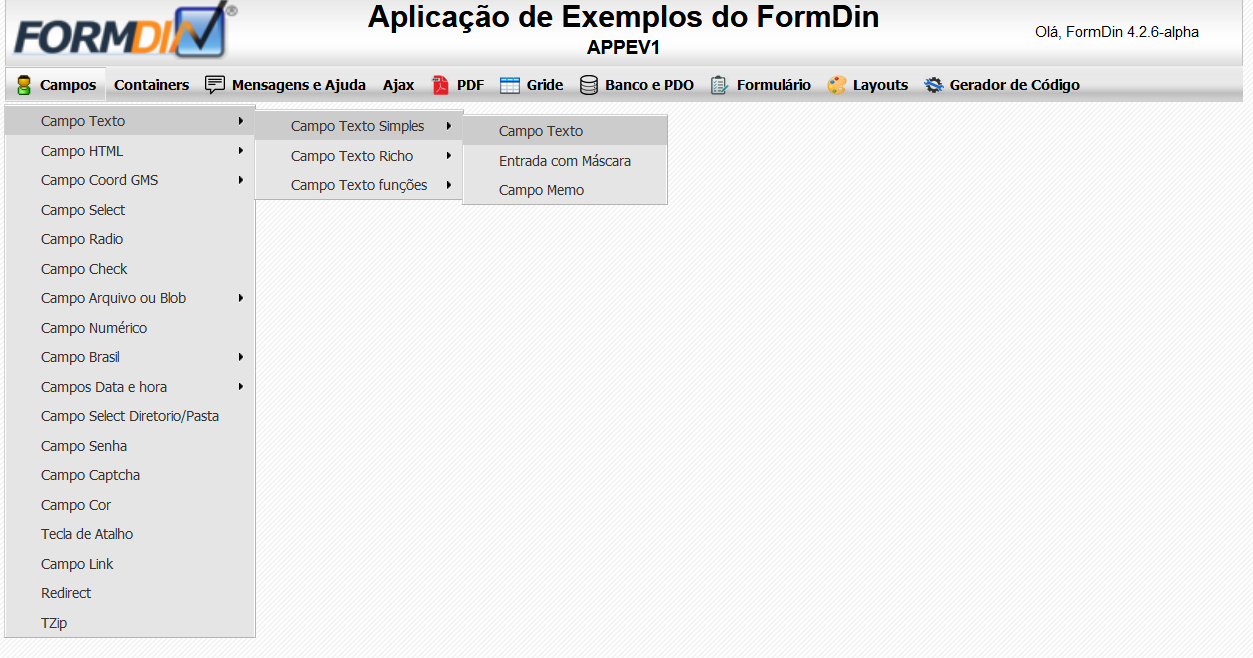 FORMDIN®
Aplicação de Exemplos do FormDin
APPEV1
Olá, FormDin 4.2.6-alpha
Campos Containers Mensagens e Ajuda Ajax PDF Gride Banco e PDO Formulário Layouts Gerador de Código
Campo Texto
Campo HTML
Campo Coord GMS
Campo Select
Campo Radio
Campo Check
Campo Arquivo ou Blob
Campo Numérico
Campo Brasil
Campos Data e hora
Campo Select Diretorio/Pasta
Campo Senha
Campo Captcha
Campo Cor
Tecla de Atalho
Campo Link
Redirect
TZip
Campo Texto Simples
Campo Texto Richo
Campo Texto funções
Campo Texto
Entrada com Máscara
Campo Memo